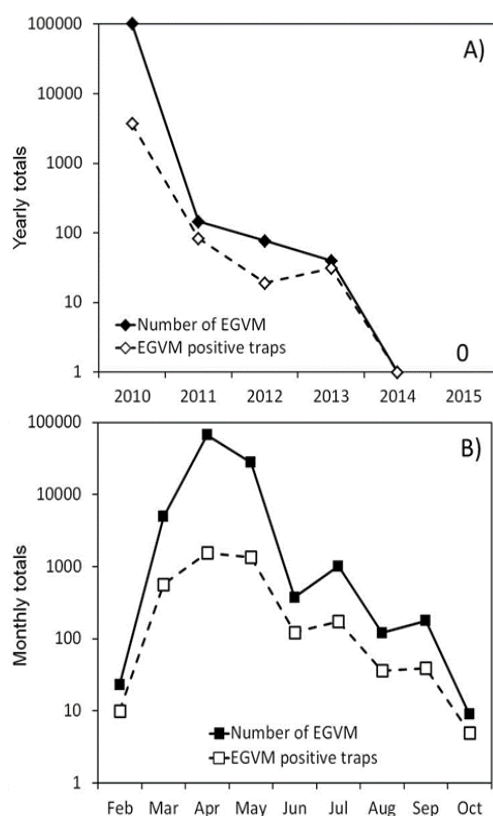 A)
Yearly totals
100000
10000
1000
100
10
1
Number of EGVM
EGVM positive traps
0
2010 2011 2012 2013 2014 2015
B)
Monthly totals
100000
10000
1000
100
10
1
Number of EGVM
EGVM positive traps
Feb Mar Apr May Jun Jul Aug Sep Oct